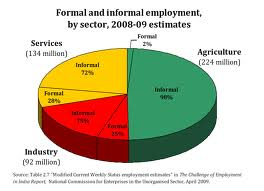 Formal and informal employment,
by sector, 2008-09 estimates
Services
(134 million)
Formal
2%
Agriculture
(224 million)
Informal
72%
Informal
98%
Formal
28%
Informal
75%
Formal
25%
Industry
(92 million)
Source: Table 2.7 "Modified Current Weekly Status employment estimates" in The Challenge of Employment
in India Report, National Commission for Enterprises in the Unorganised Sector, April 2009.